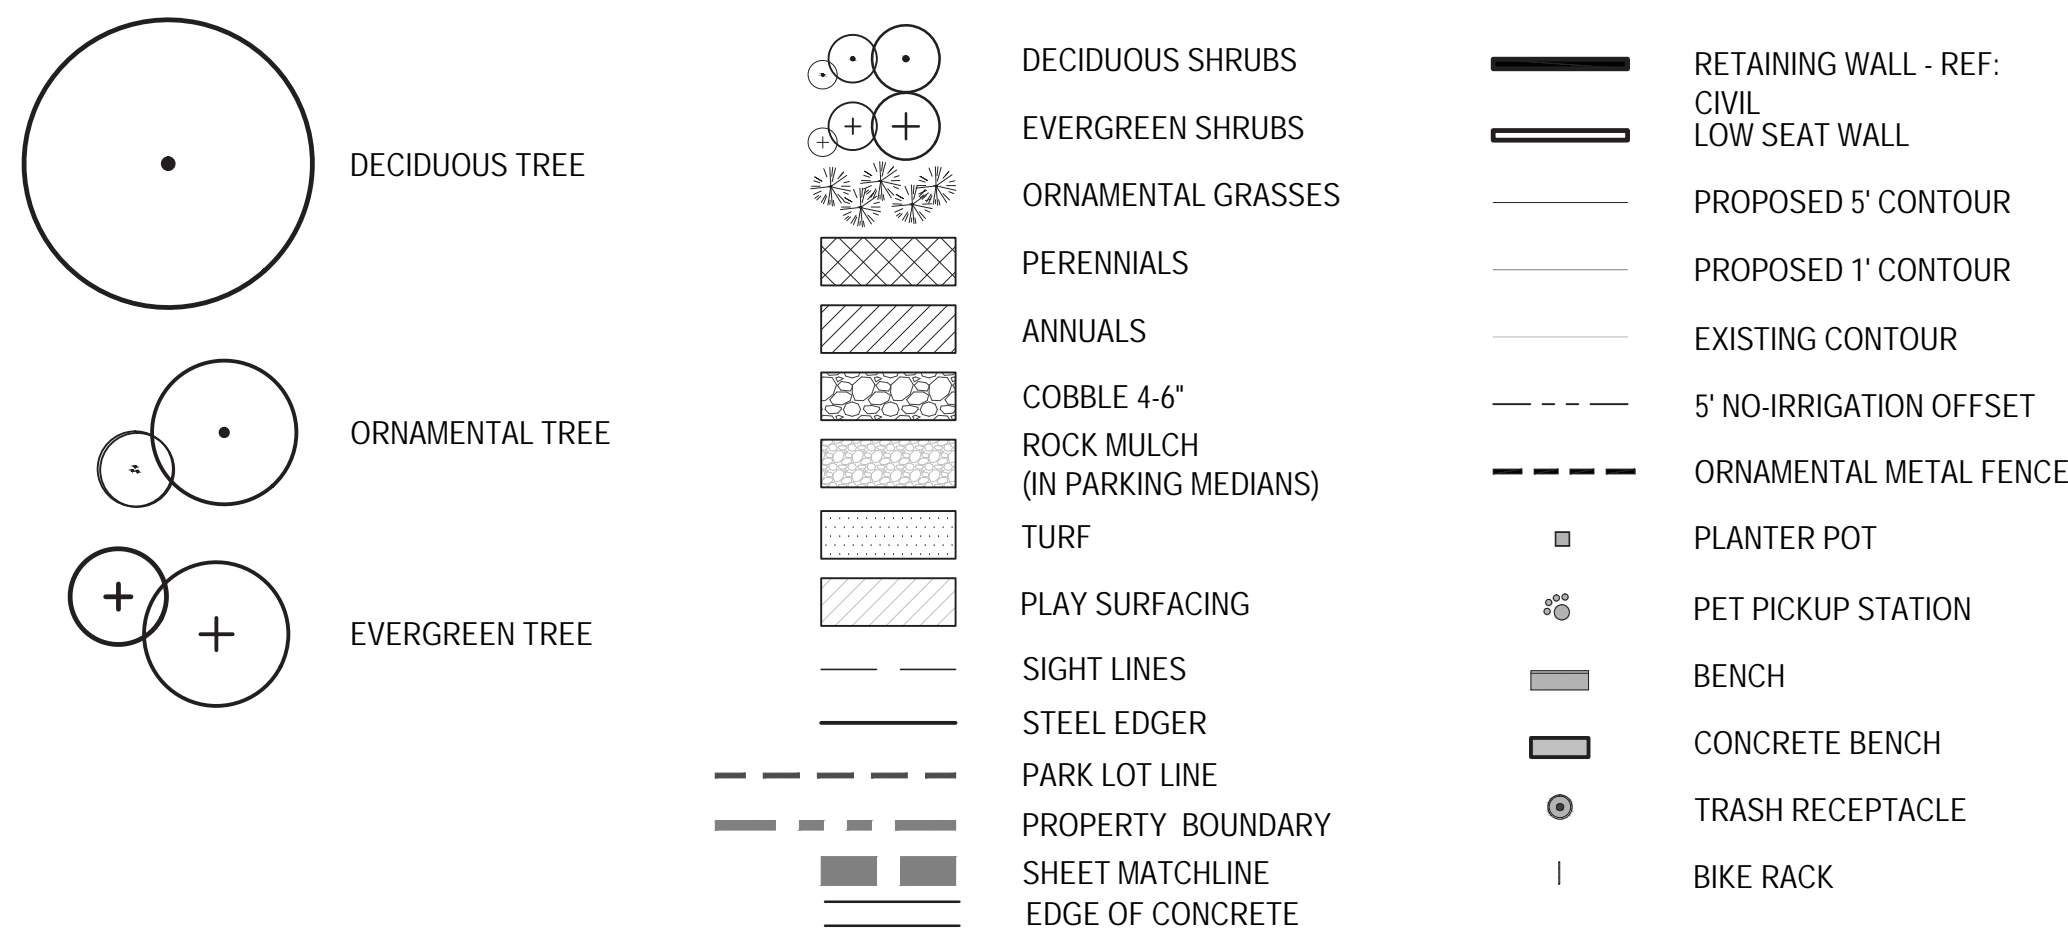 DECIDUOUS TREE
ORNAMENTAL TREE
EVERGREEN TREE
DECIDUOUS SHRUBS
EVERGREEN SHRUBS
ORNAMENTAL GRASSES
PERENNIALS
ANNUALS
COBBLE 4-6"
ROCK MULCH
(IN PARKING MEDIANS)
TURF
PLAY SURFACING
SIGHT LINES
STEEL EDGER
PARK LOT LINE
PROPERTY BOUNDARY
SHEET MATCHLINE
EDGE OF CONCRETE
RETAINING WALL - REF:
CIVIL
LOW SEAT WALL
PROPOSED 5' CONTOUR
PROPOSED 1' CONTOUR
EXISTING CONTOUR
5' NO-IRRIGATION OFFSET
ORNAMENTAL METAL FENCE
PLANTER POT
PET PICKUP STATION
BENCH
CONCRETE BENCH
TRASH RECEPTACLE
BIKE RACK